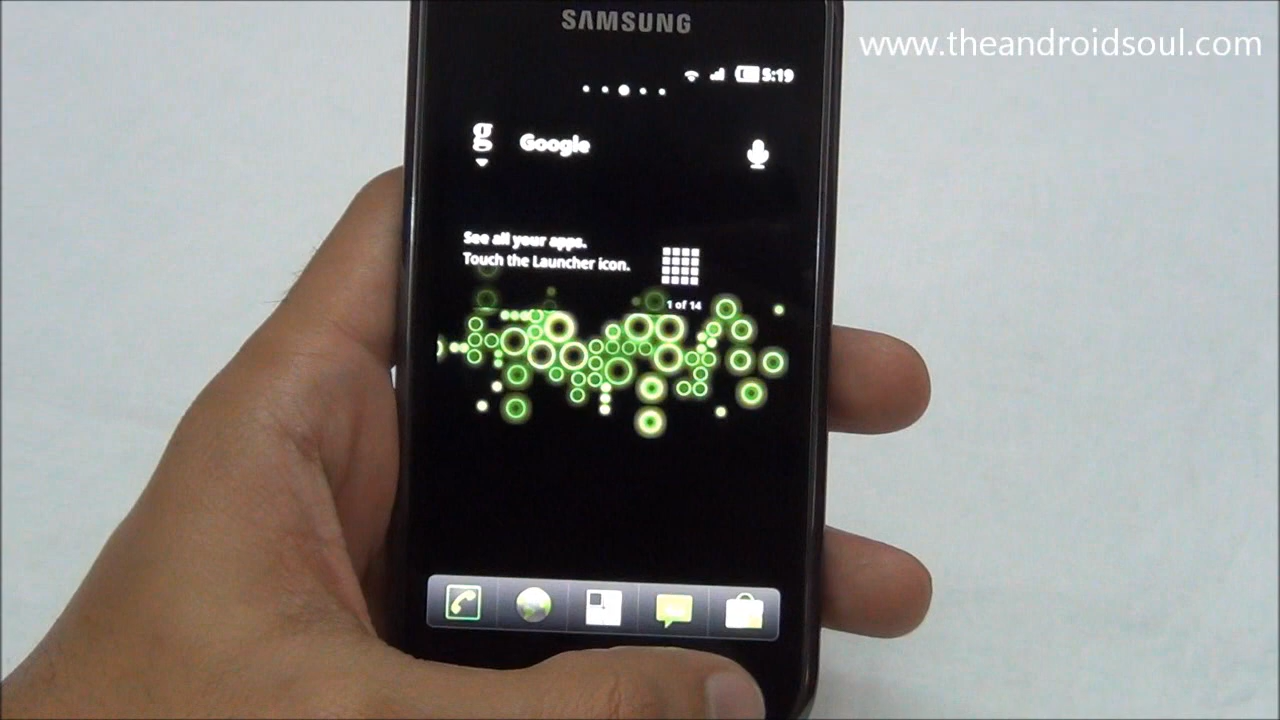 SAMSUNG
www.theandroidsoul.com
5:19
g Google
See all your apps.
Touch the Launcher icon.
1 of 14